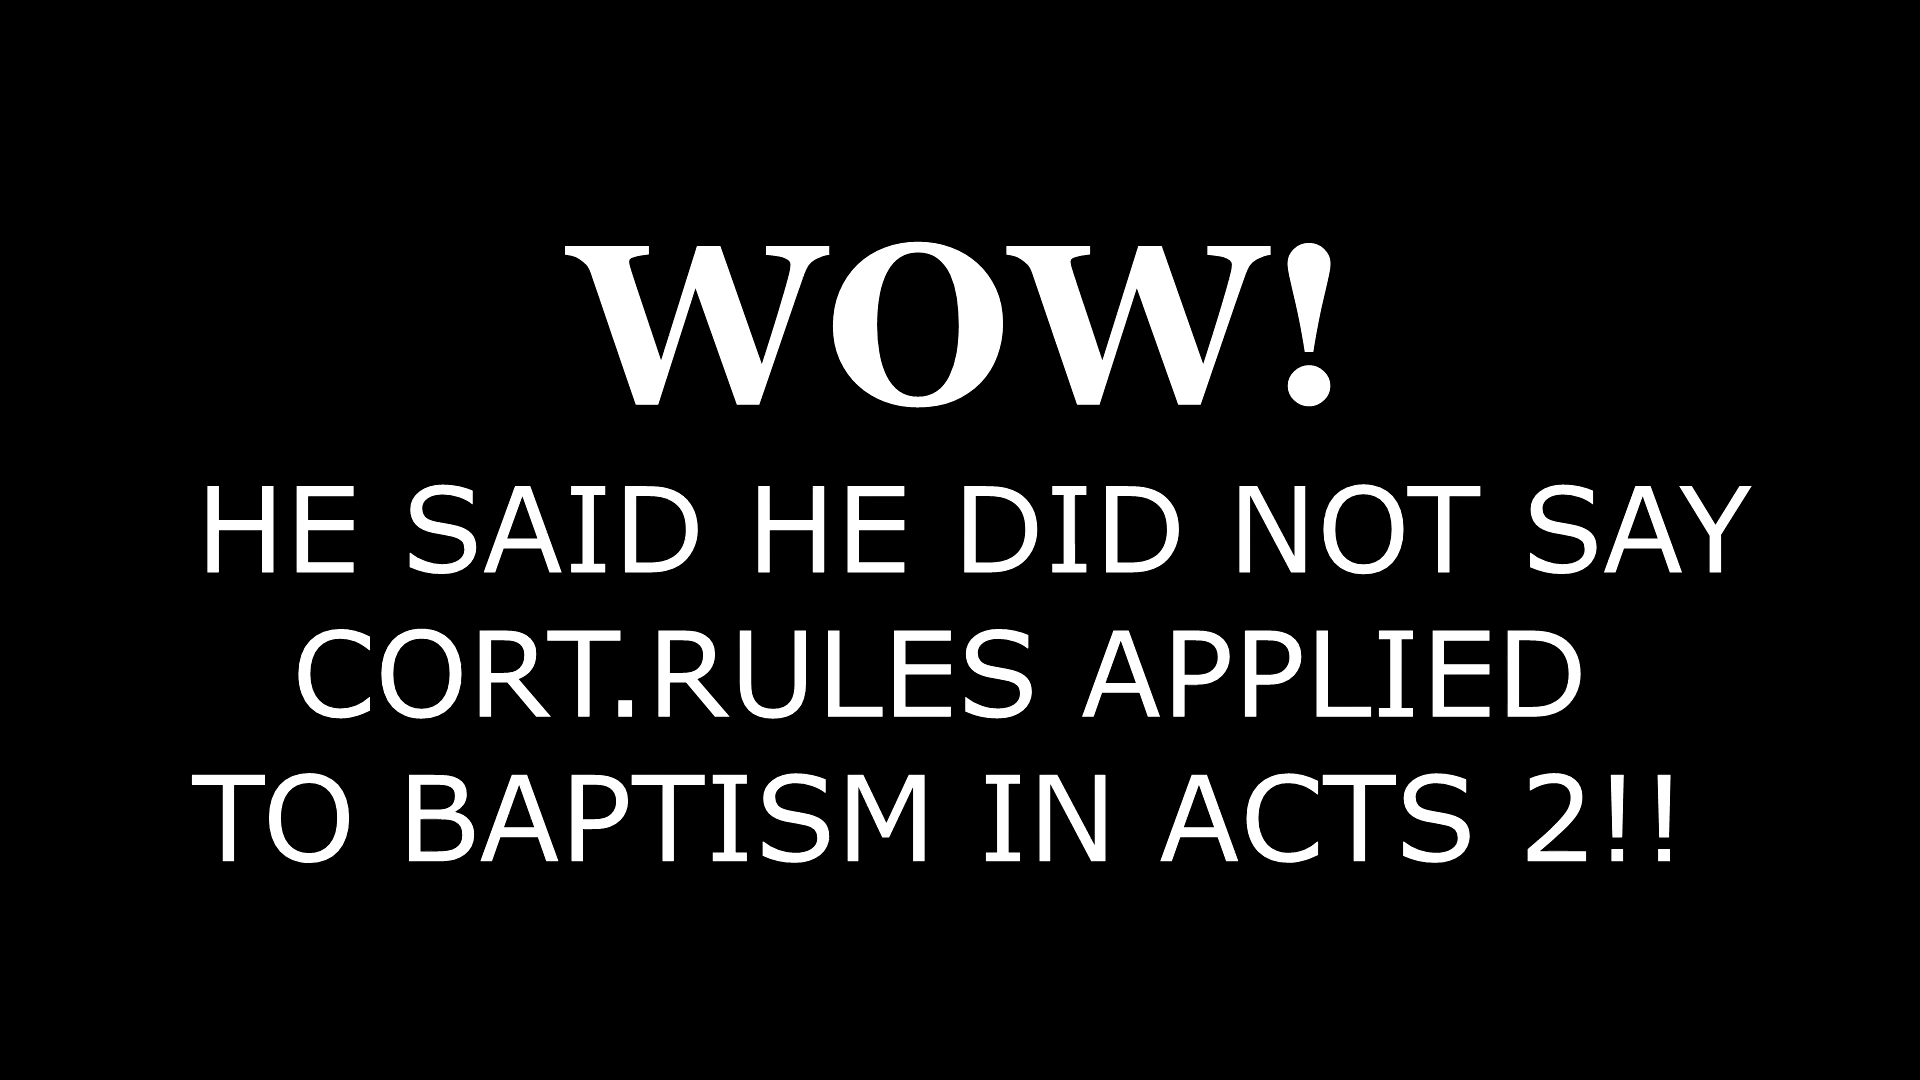 WOW!
HE SAID HE DID NOT SAY
CORT.RULES APPLIED
TO BAPTISM IN ACTS 2!!